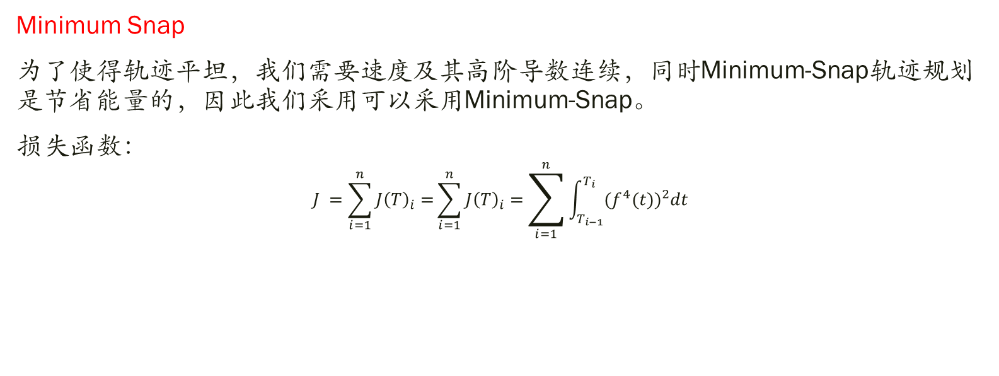 Minimum Snap
为了使得轨迹平坦，我们需要速度及其高阶导数连续，同时Minimum-Snap轨迹规划
是节省能量的，因此我们采用可以采用Minimum-Snap。
损失函数：
J = \sum_{i=1}^{n} J(T)_i = \sum_{i=1}^{n} J(T)_i = \sum_{i=1}^{n} \int_{T_{i-1}}^{T_i} (f^4(t))^2 dt